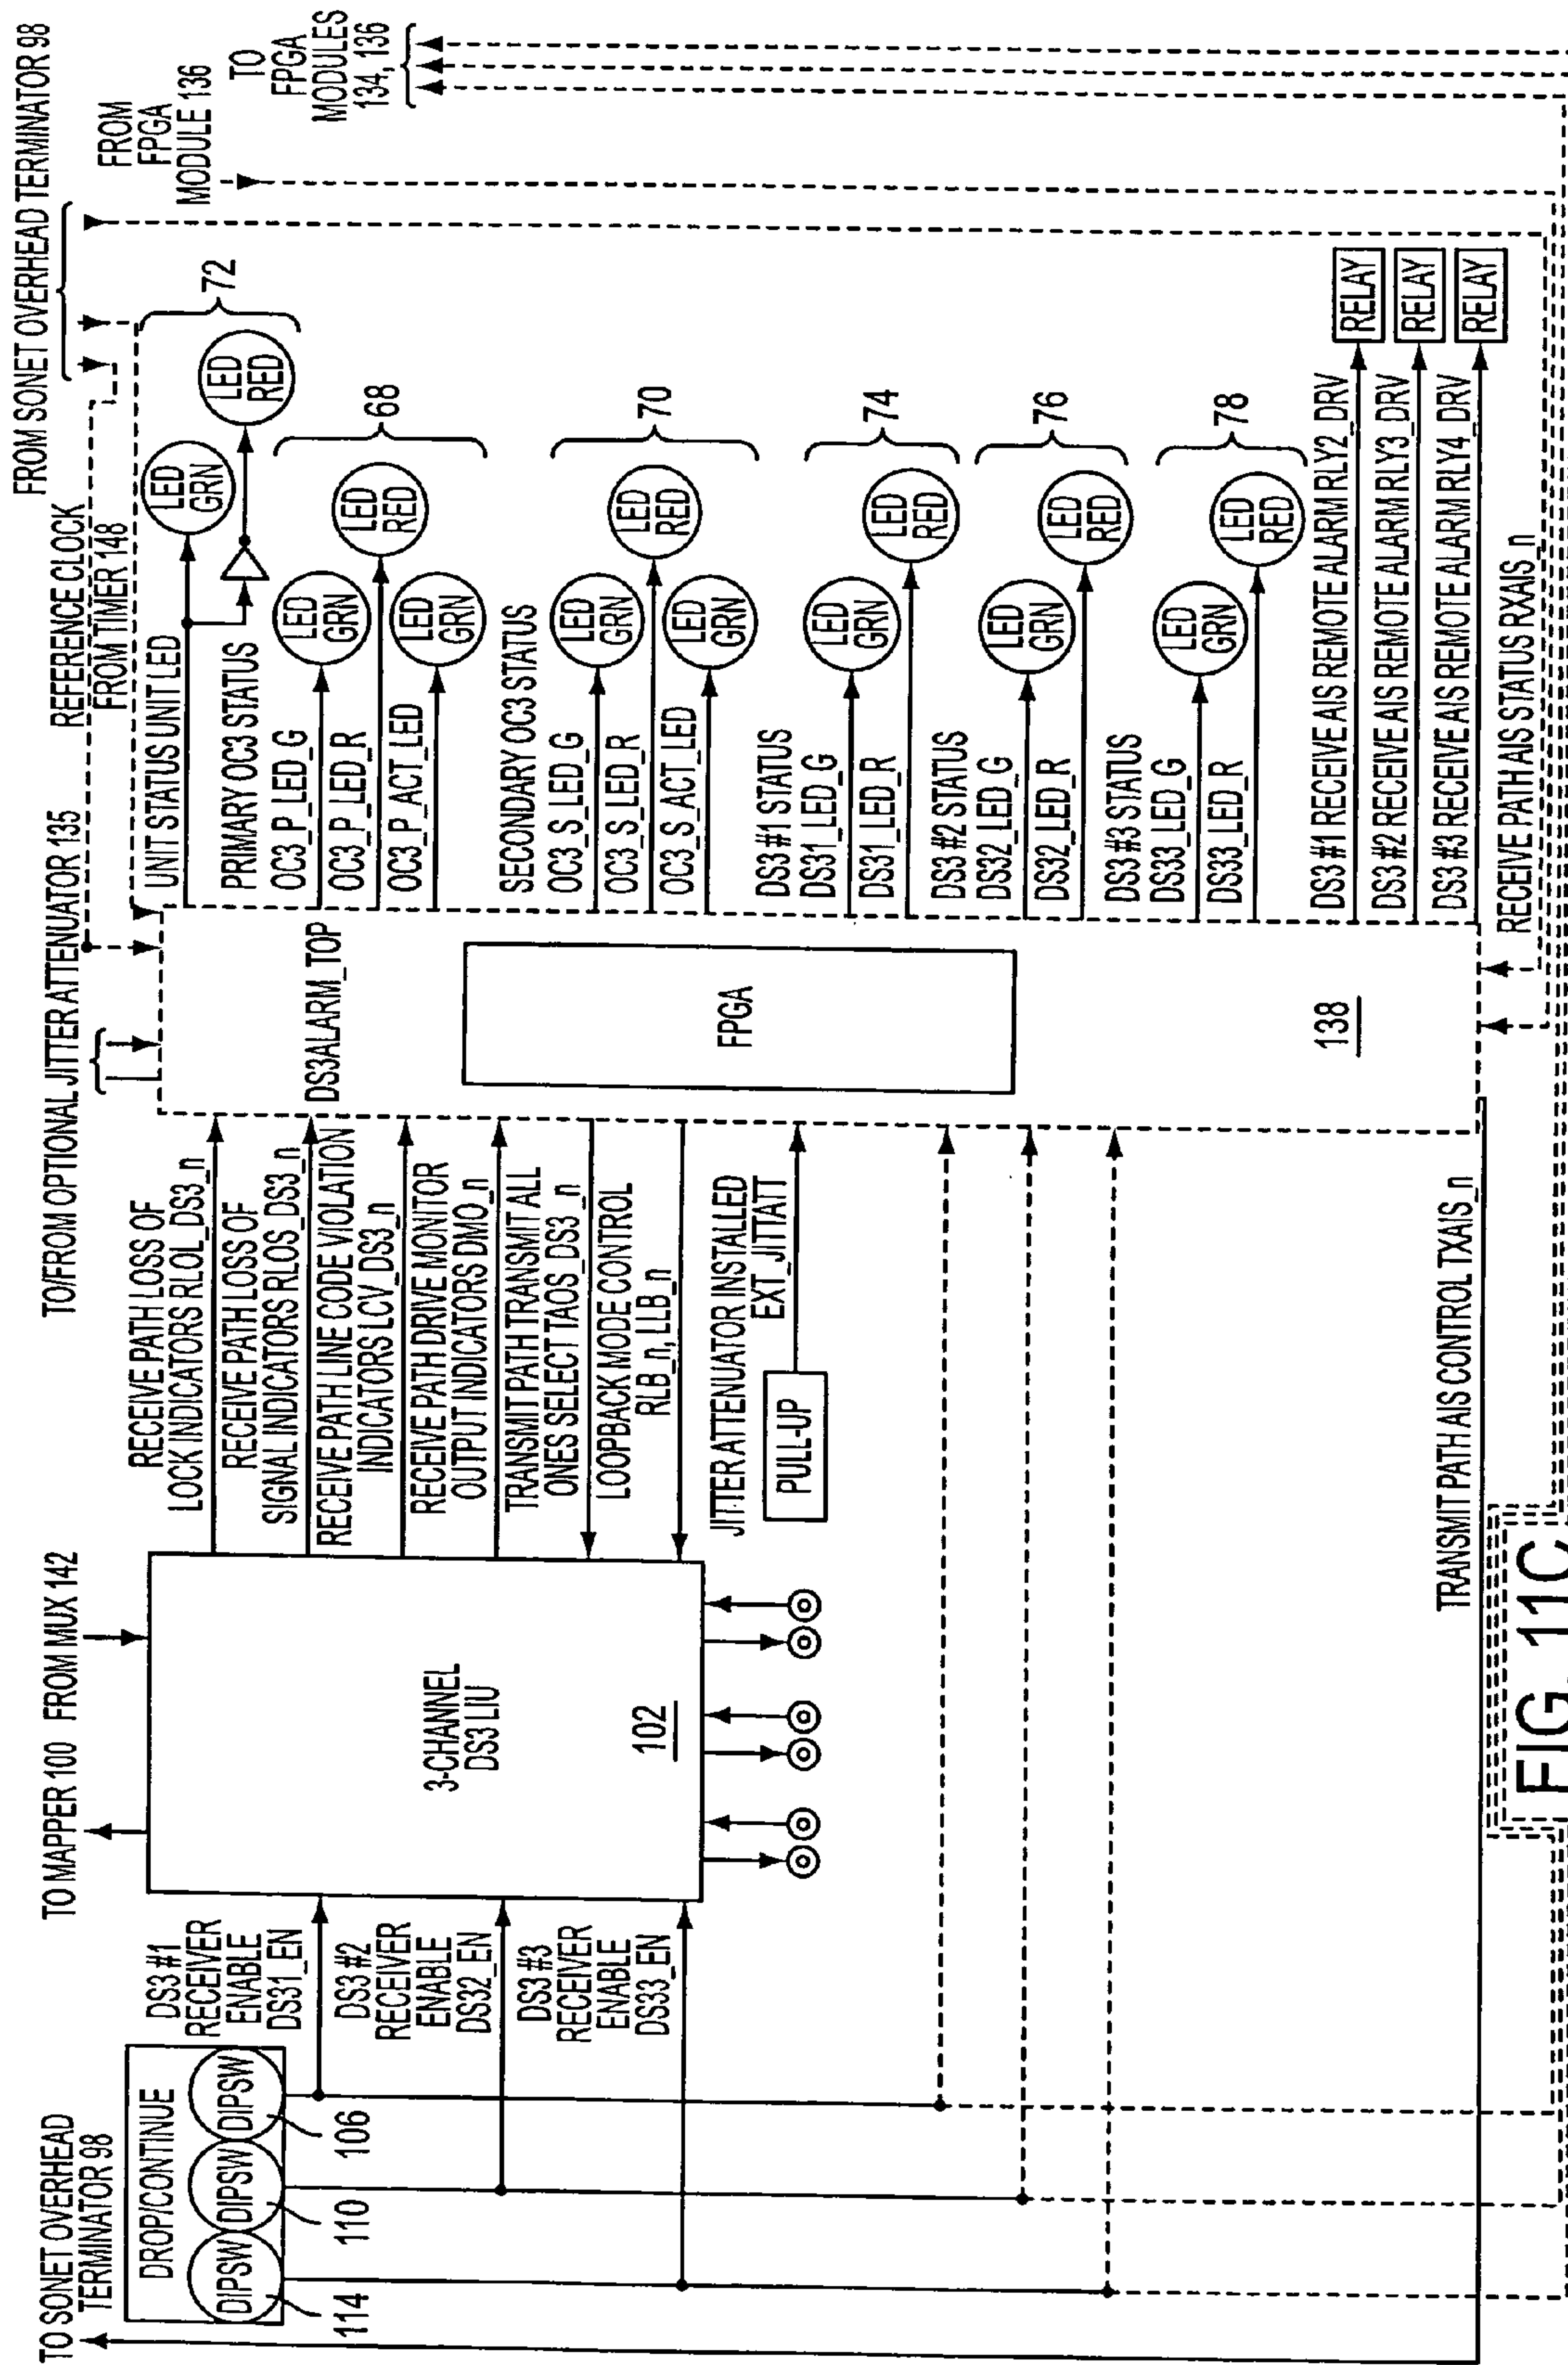 TO SONET OVERHEAD
TERMINATOR 98
DROP/CONTINUE
DIPSW
DIPSW
DIPSW
114
110
106
DS3 #1
RECEIVER
ENABLE
DS31_EN
DS3 #2
RECEIVER
ENABLE
DS32_EN
DS3 #3
RECEIVER
ENABLE
DS33_EN
TO MAPPER 100
FROM MUX 142
3-CHANNEL
DS3 LIU
102
RECEIVE PATH LOSS OF
LOCK INDICATORS RLOL_DS3_n
RECEIVE PATH LOSS OF
SIGNAL INDICATORS RLOS_DS3_n
RECEIVE PATH LINE CODE VIOLATION
INDICATORS LCV_DS3_n
RECEIVE PATH DRIVE MONITOR
OUTPUT INDICATORS DMO_n
TRANSMIT PATH TRANSMIT ALL
ONES SELECT TAOS_DS3_n
LOOPBACK MODE CONTROL
RLB_n, LLB_n
JITTER ATTENUATOR INSTALLED
EXT_JITTATT
PULL-UP
TRANSMIT PATH AIS CONTROL TXAIS_n
TO/FROM OPTIONAL JITTER ATTENUATOR 135
DS3ALARM_TOP
FPGA
138
REFERENCE CLOCK
FROM TIMER 148
FROM SONET OVERHEAD TERMINATOR 98
FROM
FPGA
MODULE 136
TO
FPGA
MODULES
134, 136
UNIT STATUS UNIT LED
LED
GRN
LED
RED
72
PRIMARY OC3 STATUS
OC3_P_LED_G
OC3_P_LED_R
OC3_P_ACT_LED
LED
GRN
LED
RED
LED
GRN
68
SECONDARY OC3 STATUS
OC3_S_LED_G
OC3_S_LED_R
OC3_S_ACT_LED
LED
GRN
LED
RED
LED
GRN
70
DS3 #1 STATUS
DS31_LED_G
DS31_LED_R
LED
GRN
LED
RED
74
DS3 #2 STATUS
DS32_LED_G
DS32_LED_R
LED
GRN
LED
RED
76
DS3 #3 STATUS
DS33_LED_G
DS33_LED_R
LED
GRN
LED
RED
78
DS3 #1 RECEIVE AIS REMOTE ALARM RLY2_DRV
RELAY
DS3 #2 RECEIVE AIS REMOTE ALARM RLY3_DRV
RELAY
DS3 #3 RECEIVE AIS REMOTE ALARM RLY4_DRV
RELAY
RECEIVE PATH AIS STATUS RXAIS_n
FIG. 11C